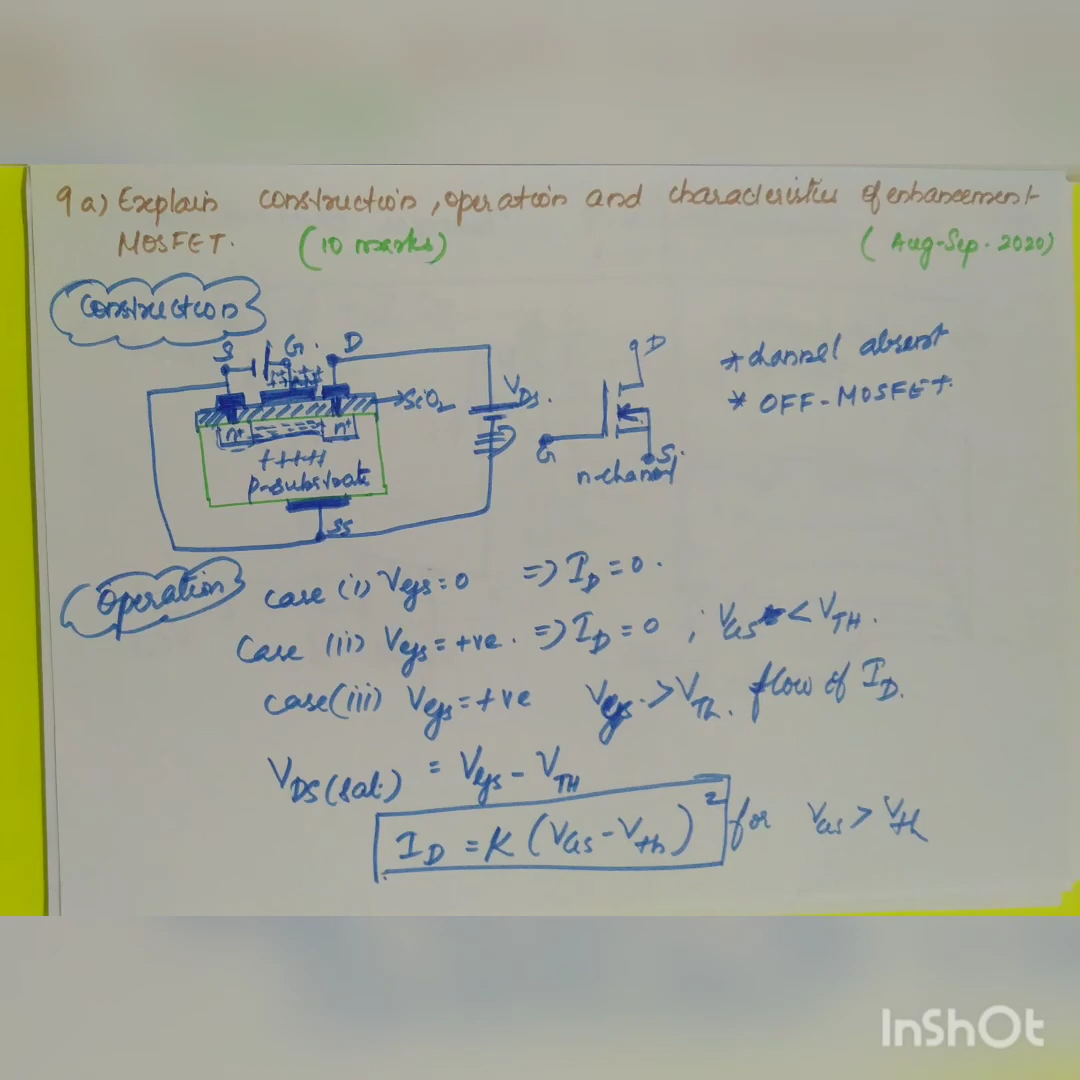 9 a) Explain construction, operation and characteristics of enhancement
MOSFET. (10 marks) (Aug-Sep. 2020)
Construction
S G. D
++ ++
VDS.
SiO2
n+ n+
+++++
p-substrate
SS
D
G S.
n-channel
* channel absent
* OFF-MOSFET.
Operation
case (i) Vgs = 0 => ID = 0.
Case (ii) Vgs = +ve. => ID = 0 ; VGS < VTH.
case (iii) Vgs = +ve Vgs. > VTh. flow of ID.
VDS(sat) = Vgs - VTH
ID = K (VGS - Vth)² for VGS > Vth
InShOt